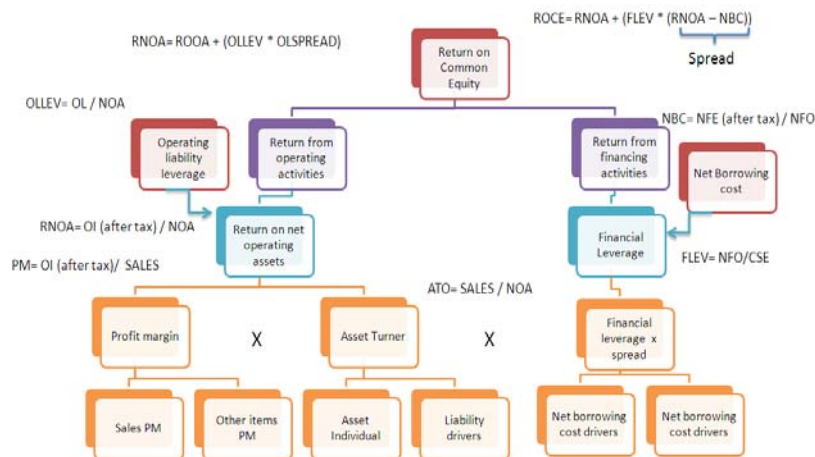 ROCE= RNOA + (FLEV * (RNOA – NBC))
RNOA= ROOA + (OLLEV * OLSPREAD)
Spread
Return on
Common
Equity
OLLEV= OL / NOA
NBC= NFE (after tax) / NFO
Operating
liability
leverage
Return from
operating
activities
Return from
financing
activities
Net Borrowing
cost
RNOA= OI (after tax) / NOA
Return on net
operating
assets
Financial
Leverage
PM= OI (after tax)/ SALES
FLEV= NFO/CSE
ATO= SALES / NOA
Profit margin
X
Asset Turner
X
Financial
leverage x
spread
Sales PM
Other items
PM
Asset
Individual
Liability
drivers
Net borrowing
cost drivers
Net borrowing
cost drivers